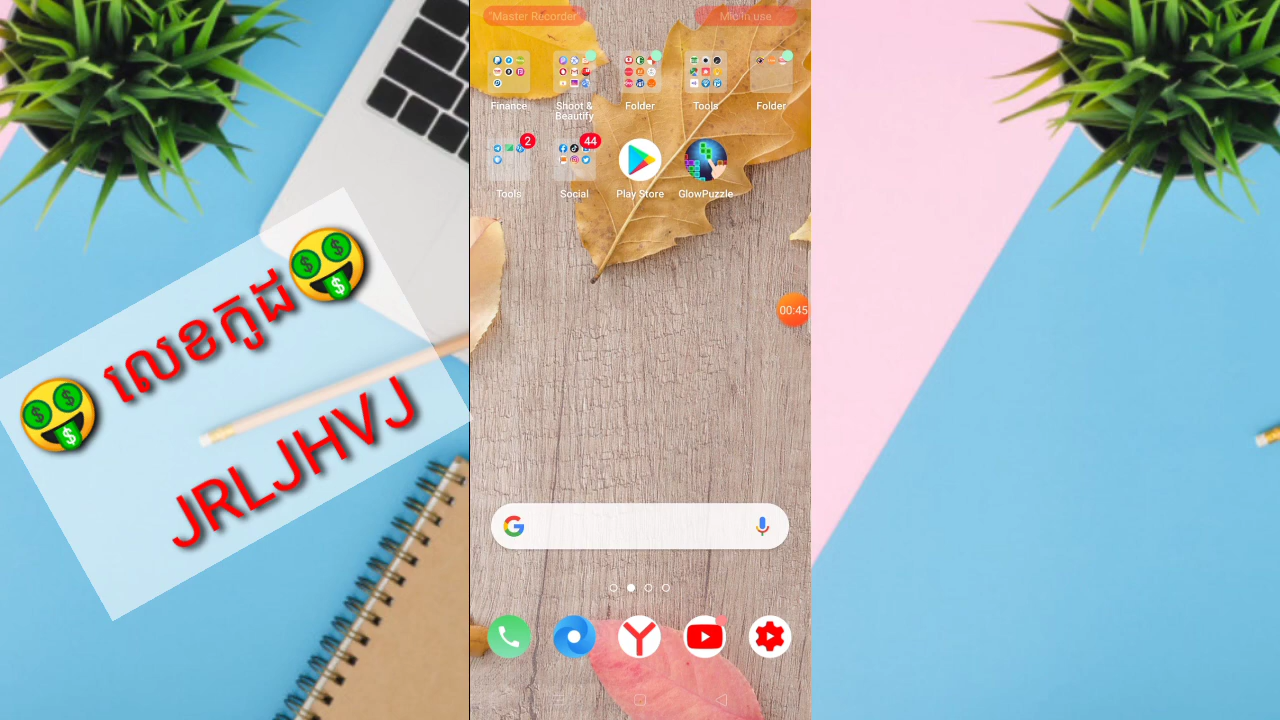 លេខកូដ
JRLJHVJ
"Master Recorder"
Mic in use
Finance
Shoot &
Beautify
Folder
Tools
Folder
2
44
Tools
Social
Play Store
GlowPuzzle
00:45